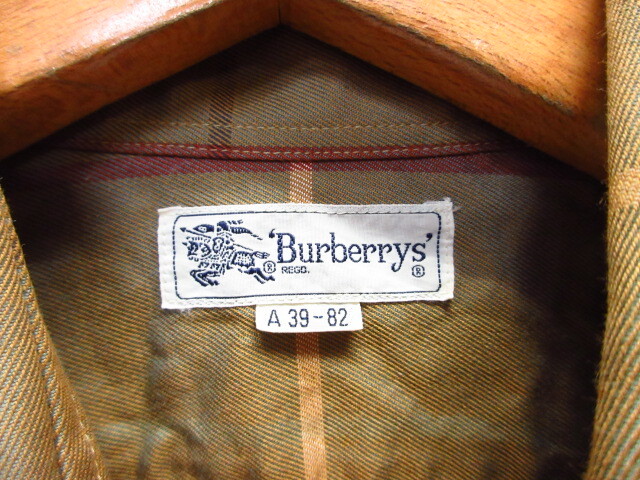 'Burberrys'
® REGD. ®
A 39-82